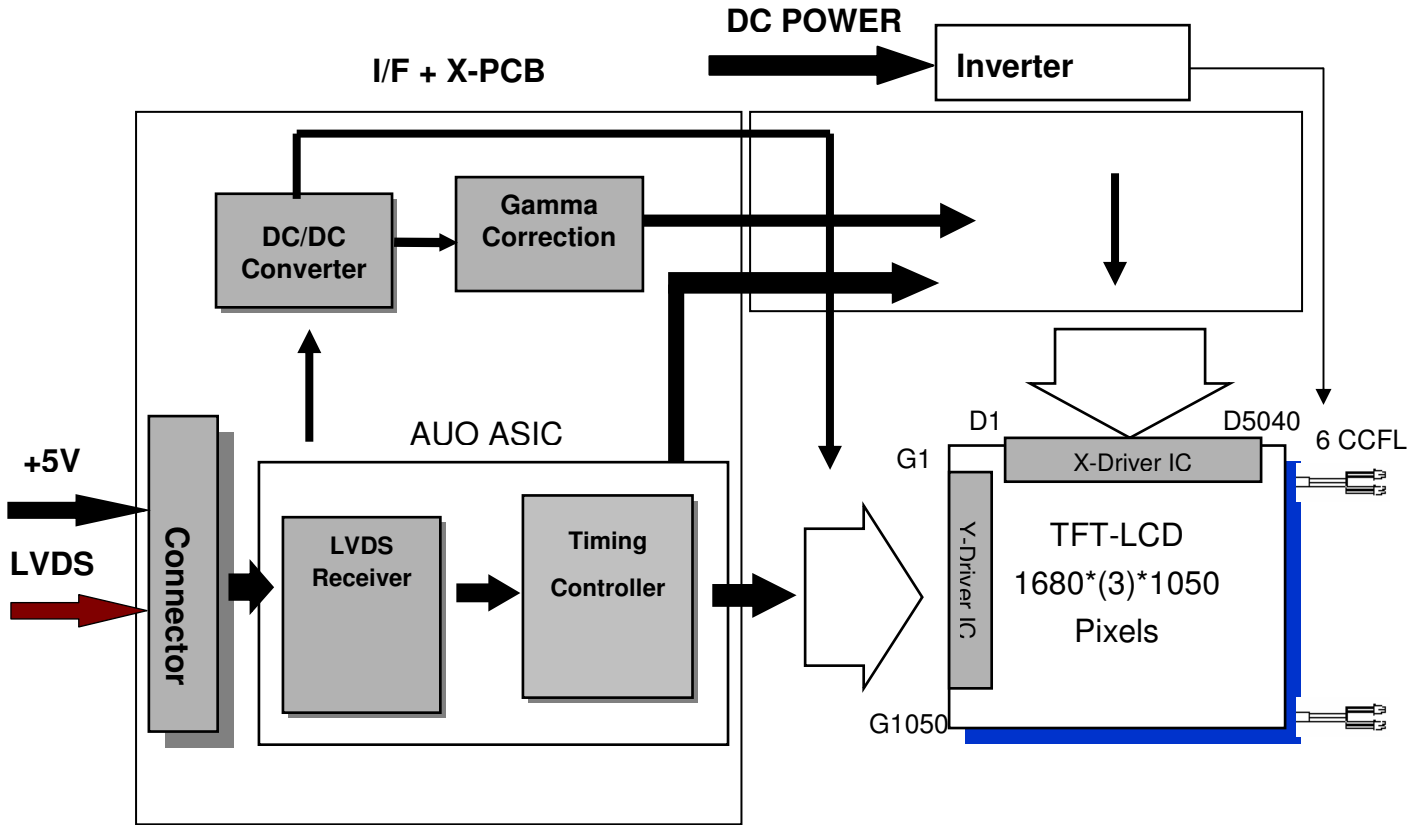 DC POWER
I/F + X-PCB
Inverter
Gamma
Correction
DC/DC
Converter
AUO ASIC
+5V
LVDS
Connector
LVDS
Receiver
Timing
Controller
D1
D5040
6 CCFL
G1
X-Driver IC
Y-Driver IC
TFT-LCD
1680*(3)*1050
Pixels
G1050